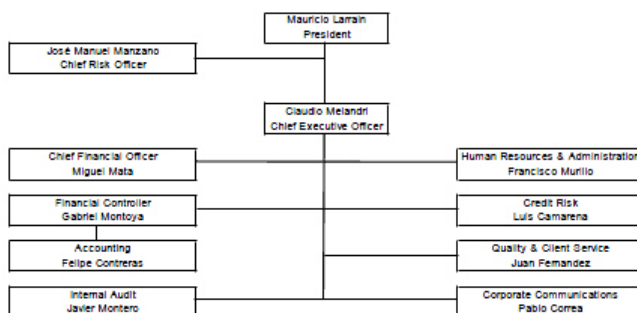 Mauricio Larrain
President
José Manuel Manzano
Chief Risk Officer
Claudio Melandri
Chief Executive Officer
Chief Financial Officer
Miguel Mata
Human Resources & Administration
Francisco Murillo
Financial Controller
Gabriel Montoya
Credit Risk
Luis Camarena
Accounting
Felipe Contreras
Quality & Client Service
Juan Fernandez
Internal Audit
Javier Montero
Corporate Communications
Pablo Correa